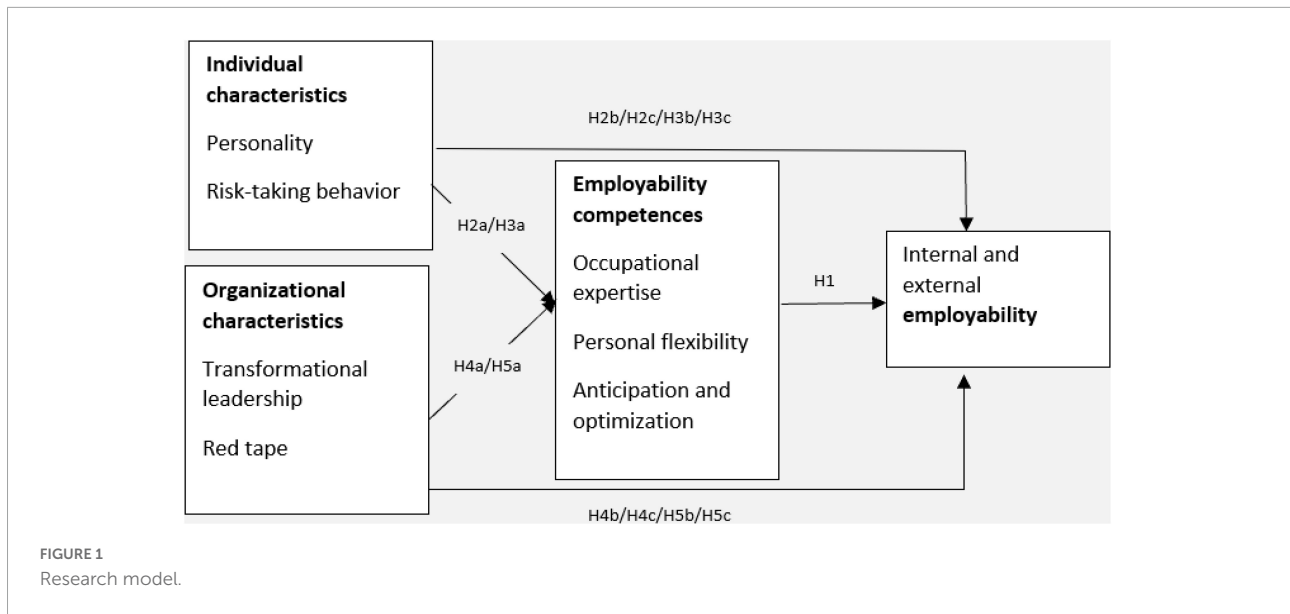 Individual
characteristics
Personality
Risk-taking behavior
H2b/H2c/H3b/H3c
H2a/H3a
Organizational
characteristics
Transformational
leadership
Red tape
H4a/H5a
Employability
competences
Occupational
expertise
Personal flexibility
Anticipation and
optimization
H1
Internal and
external
employability
H4b/H4c/H5b/H5c
FIGURE 1
Research model.